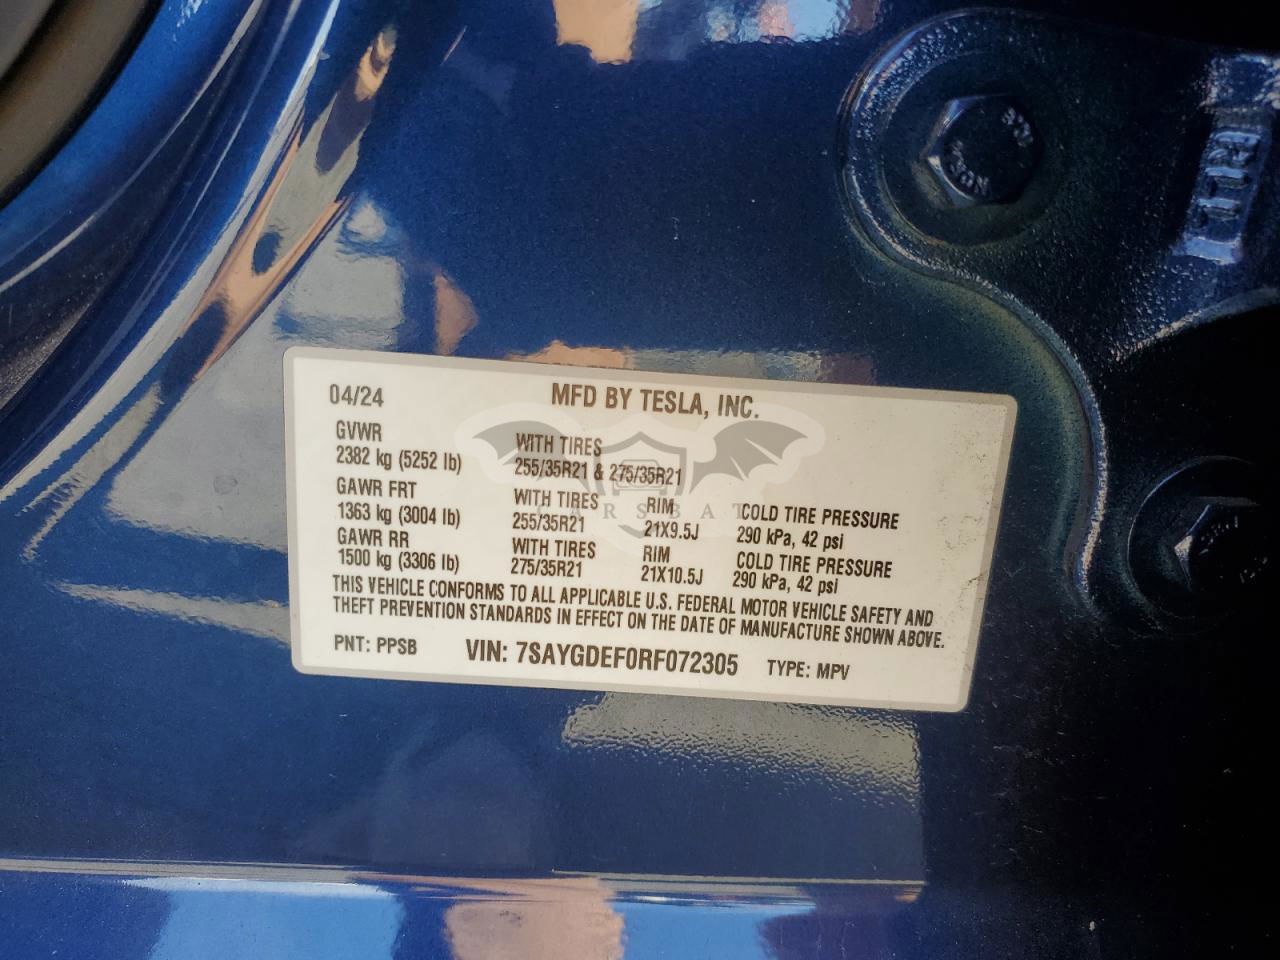 04/24 MFD BY TESLA, INC.
GVWR
2382 kg (5252 lb)
WITH TIRES
255/35R21 & 275/35R21
GAWR FRT
1363 kg (3004 lb)
WITH TIRES
255/35R21
RIM
21X9.5J
COLD TIRE PRESSURE
290 kPa, 42 psi
GAWR RR
1500 kg (3306 lb)
WITH TIRES
275/35R21
RIM
21X10.5J
COLD TIRE PRESSURE
290 kPa, 42 psi
THIS VEHICLE CONFORMS TO ALL APPLICABLE U.S. FEDERAL MOTOR VEHICLE SAFETY AND
THEFT PREVENTION STANDARDS IN EFFECT ON THE DATE OF MANUFACTURE SHOWN ABOVE.
PNT: PPSB VIN: 7SAYGDEF0RF072305 TYPE: MPV
CARSBAT